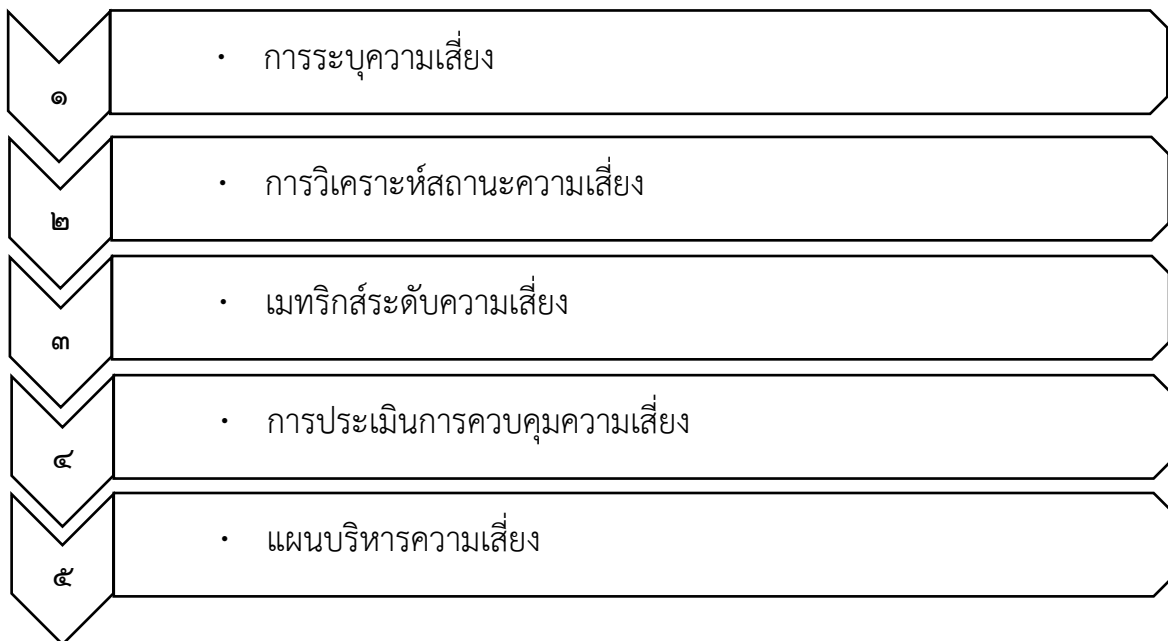 ๑
· การระบุความเสี่ยง
๒
· การวิเคราะห์สถานะความเสี่ยง
๓
· เมทริกส์ระดับความเสี่ยง
๔
· การประเมินการควบคุมความเสี่ยง
๕
· แผนบริหารความเสี่ยง